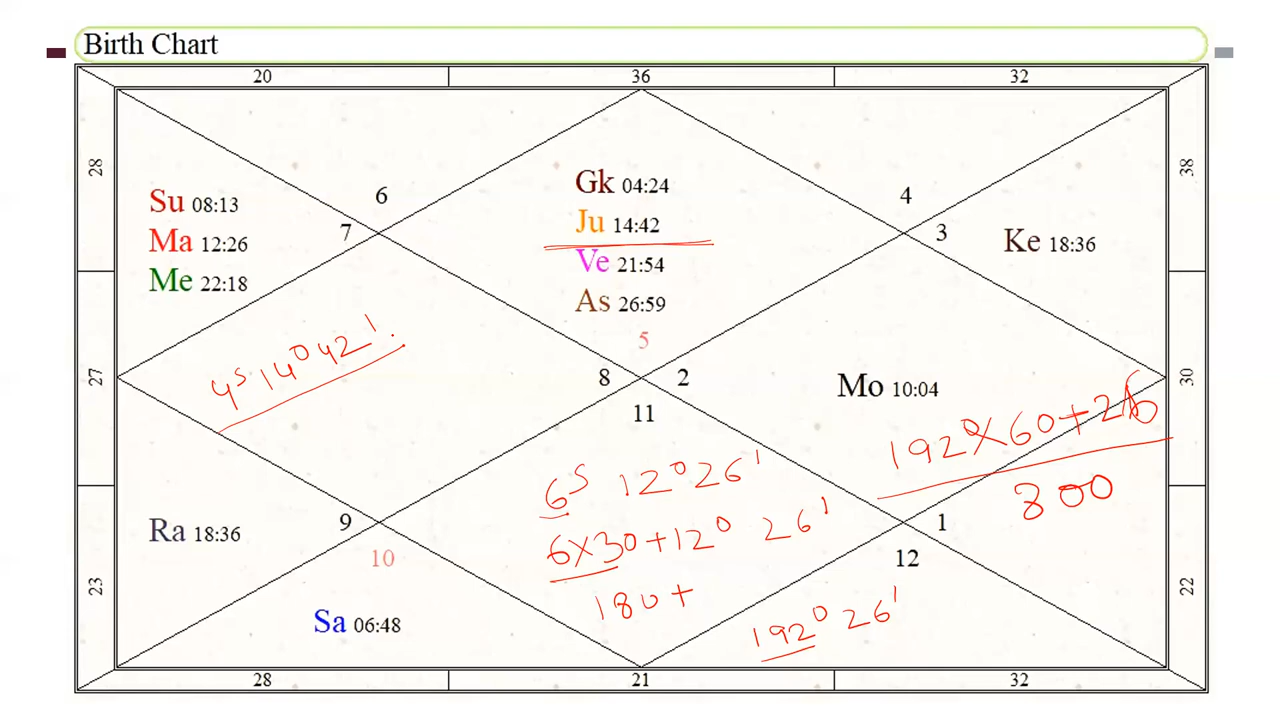 Birth Chart
20 36 32
28
38
Su 08:13
Ma 12:26
Me 22:18
6
7
Gk 04:24
Ju 14:42
Ve 21:54
As 26:59
5
4
3
Ke 18:36
4s 14° 42'
27
8 2
11
Mo 10:04
30
192° × 60 + 26
800
6s 12° 26'
6×30+12° 26'
180 +
192° 26'
Ra 18:36
9
10
Sa 06:48
1
12
23
22
28 21 32